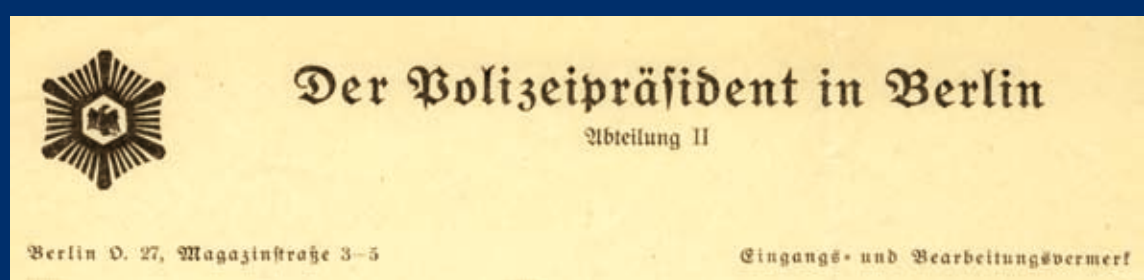 Der Polizeipräsident in Berlin
Abteilung II
Berlin O. 27, Magazinstraße 3–5
Eingangs- und Bearbeitungsvermerk